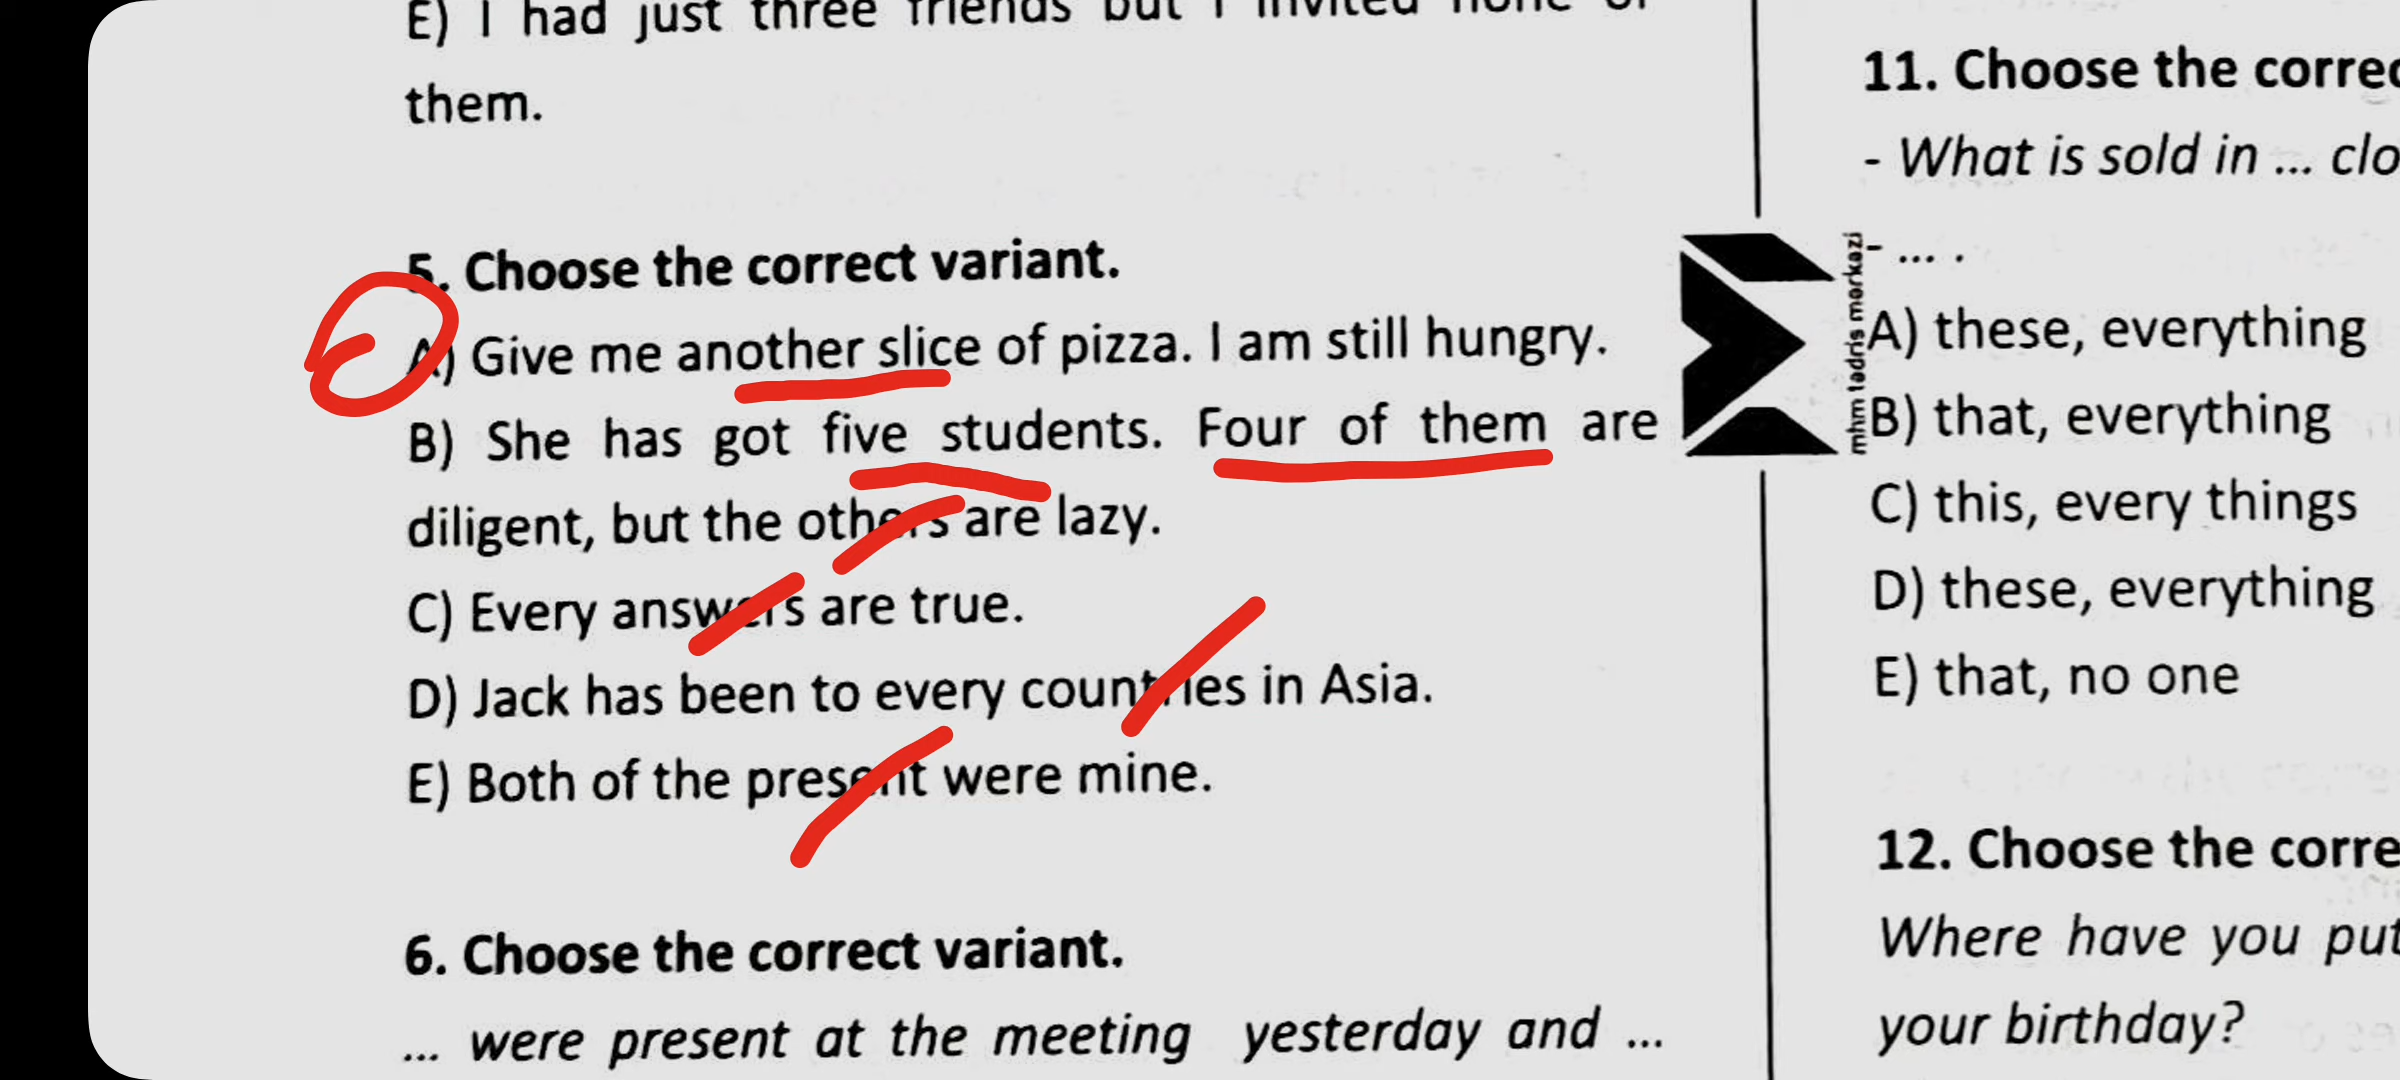 E) I had just three friends but I invited none of
them.
5. Choose the correct variant.
A) Give me another slice of pizza. I am still hungry.
B) She has got five students. Four of them are
diligent, but the others are lazy.
C) Every answers are true.
D) Jack has been to every countries in Asia.
E) Both of the present were mine.
6. Choose the correct variant.
... were present at the meeting yesterday and ...
mhm tədris mərkəzi
11. Choose the correc
- What is sold in ... clo
- ... .
A) these, everything
B) that, everything
C) this, every things
D) these, everything
E) that, no one
12. Choose the corre
Where have you put
your birthday?